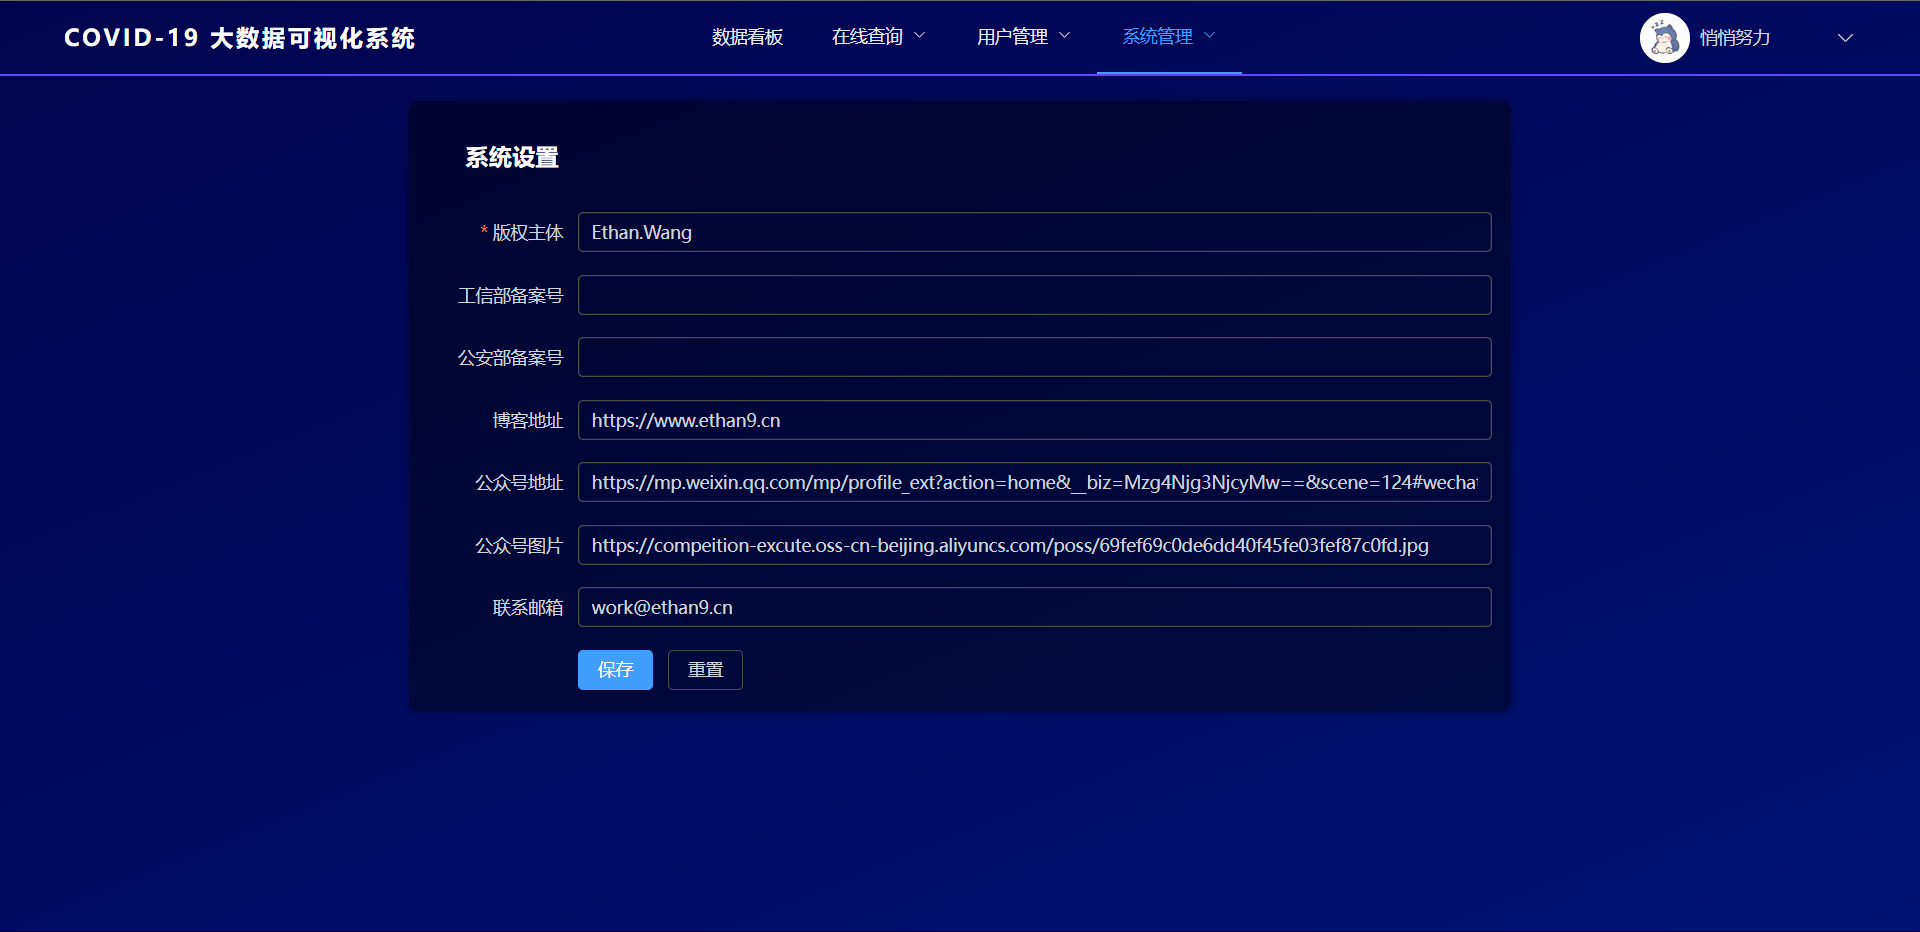 COVID-19 大数据可视化系统
数据看板
在线查询
用户管理
系统管理
悄悄努力
系统设置
* 版权主体 Ethan.Wang
工信部备案号
公安部备案号
博客地址 https://www.ethan9.cn
公众号地址 https://mp.weixin.qq.com/mp/profile_ext?action=home&__biz=Mzg4Njg3NjcyMw==&scene=124#wechat
公众号图片 https://compeition-excute.oss-cn-beijing.aliyuncs.com/poss/69fef69c0de6dd40f45fe03fef87c0fd.jpg
联系邮箱 work@ethan9.cn
保存
重置